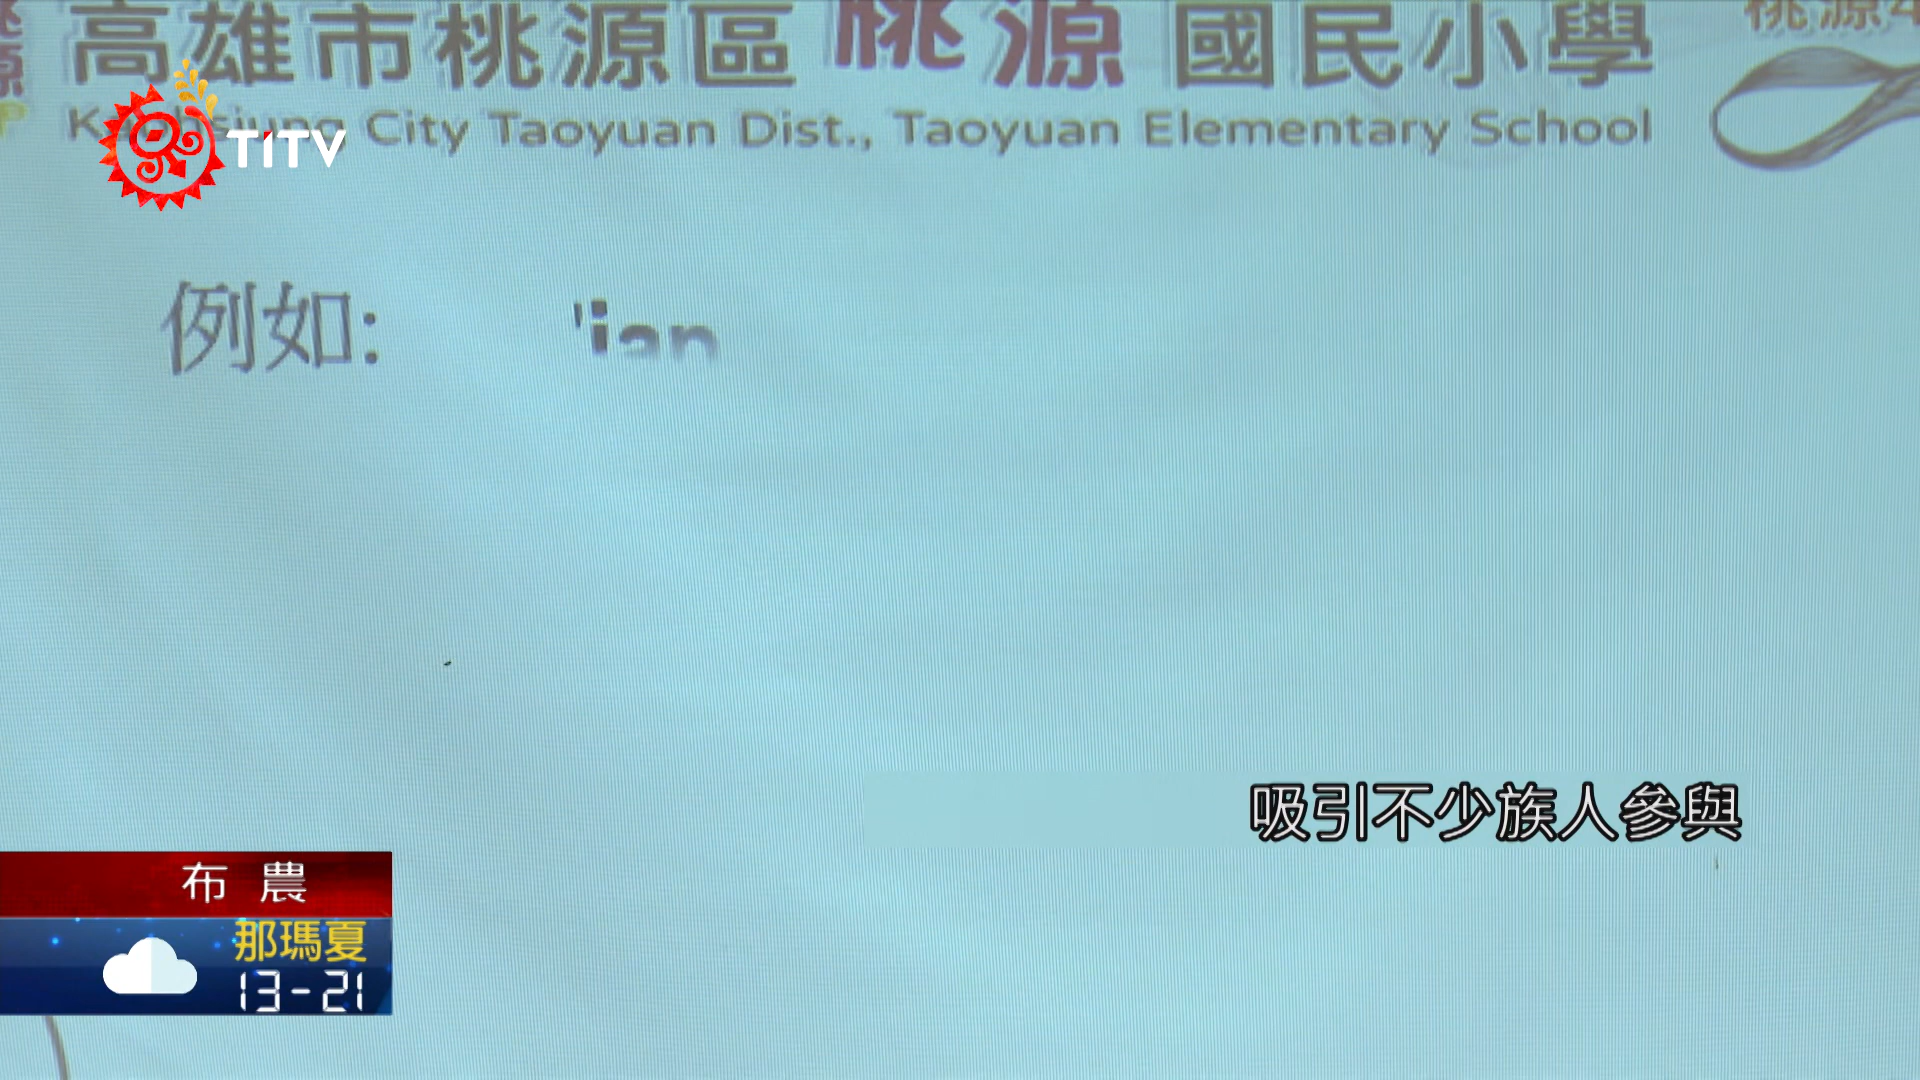 高雄市桃源區 桃源 國民小學
Kaohsiung City Taoyuan Dist., Taoyuan Elementary School
TITV
例如:
吸引不少族人參與
布農
那瑪夏
13-21